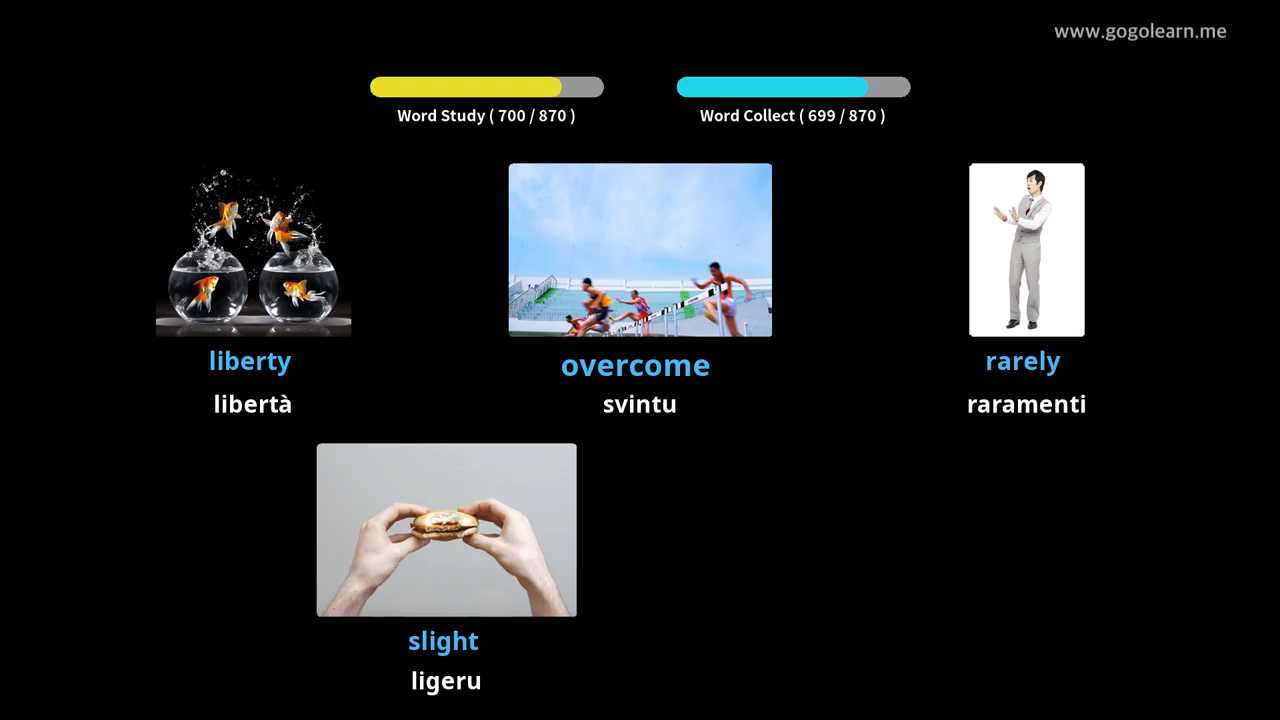 www.gogolearn.me
Word Study ( 700 / 870 )
Word Collect ( 699 / 870 )
liberty
libertà
overcome
svintu
rarely
raramenti
slight
ligeru